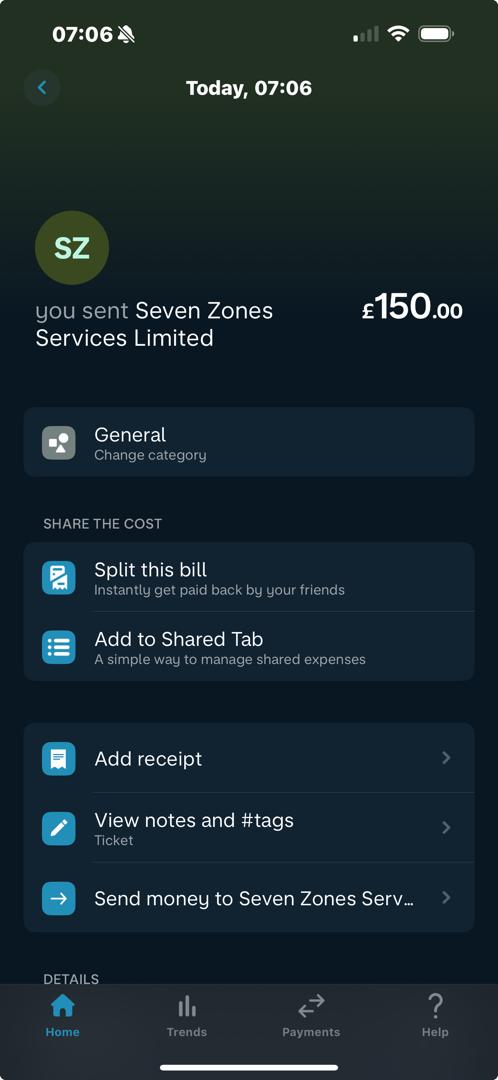 07:06
Today, 07:06
SZ
you sent Seven Zones
Services Limited
£150.00
General
Change category
SHARE THE COST
Split this bill
Instantly get paid back by your friends
Add to Shared Tab
A simple way to manage shared expenses
Add receipt
View notes and #tags
Ticket
Send money to Seven Zones Serv...
DETAILS
Home
Trends
Payments
Help